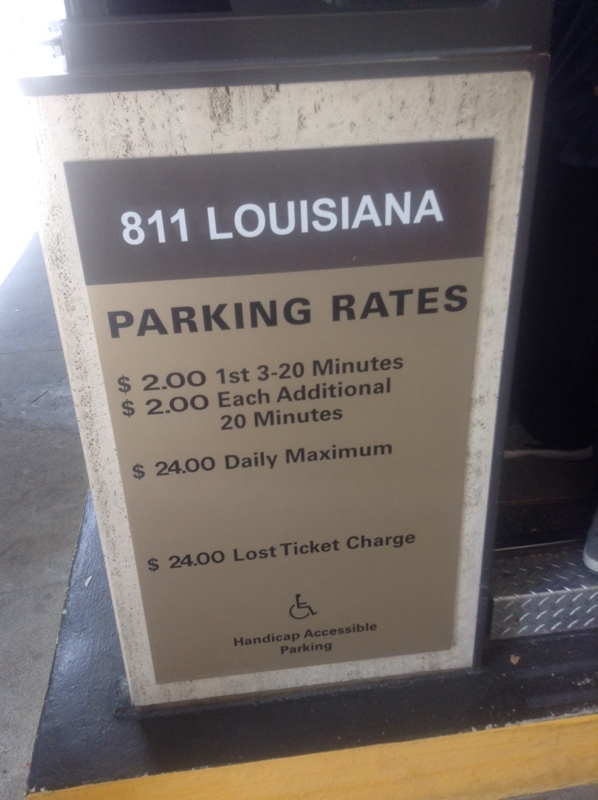 811 LOUISIANA
PARKING RATES
$ 2.00 1st 3-20 Minutes
$ 2.00 Each Additional
20 Minutes
$ 24.00 Daily Maximum
$ 24.00 Lost Ticket Charge
Handicap Accessible
Parking